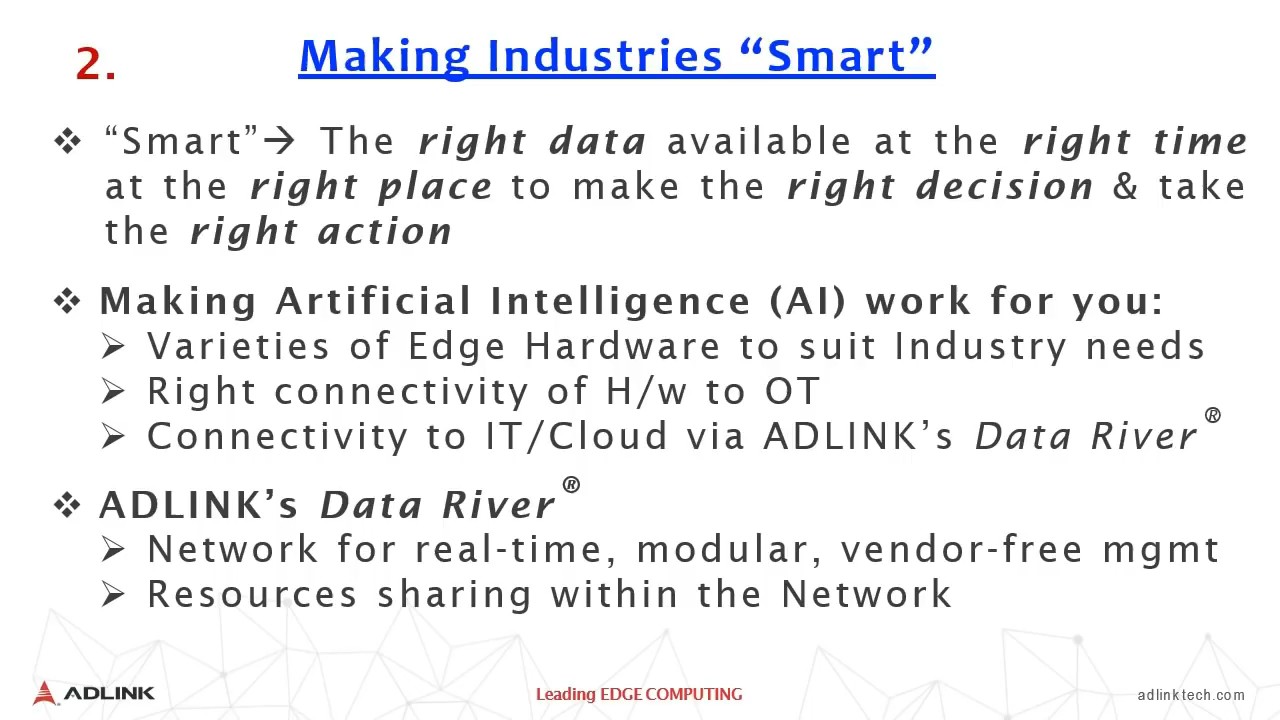 2.
Making Industries “Smart”
❖ “Smart”→ The right data available at the right time
at the right place to make the right decision & take
the right action
❖ Making Artificial Intelligence (AI) work for you:
➢ Varieties of Edge Hardware to suit Industry needs
➢ Right connectivity of H/w to OT
➢ Connectivity to IT/Cloud via ADLINK’s Data River®
❖ ADLINK’s Data River®
➢ Network for real-time, modular, vendor-free mgmt
➢ Resources sharing within the Network
ADLINK
Leading EDGE COMPUTING
adlinktech.com